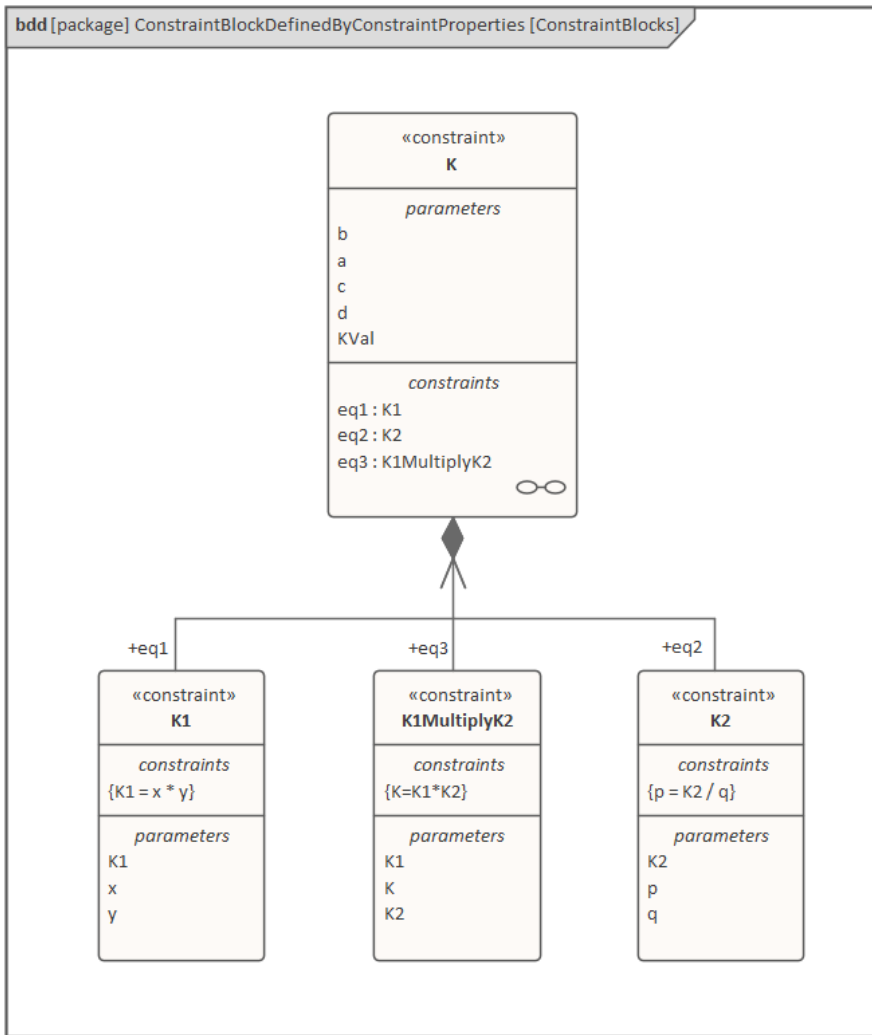 bdd [package] ConstraintBlockDefinedByConstraintProperties [ConstraintBlocks]
«constraint»
K
parameters
b
a
c
d
KVal
constraints
eq1 : K1
eq2 : K2
eq3 : K1MultiplyK2
+eq1
+eq3
+eq2
«constraint»
K1
constraints
{K1 = x * y}
parameters
K1
x
y
«constraint»
K1MultiplyK2
constraints
{K=K1*K2}
parameters
K1
K
K2
«constraint»
K2
constraints
{p = K2 / q}
parameters
K2
p
q